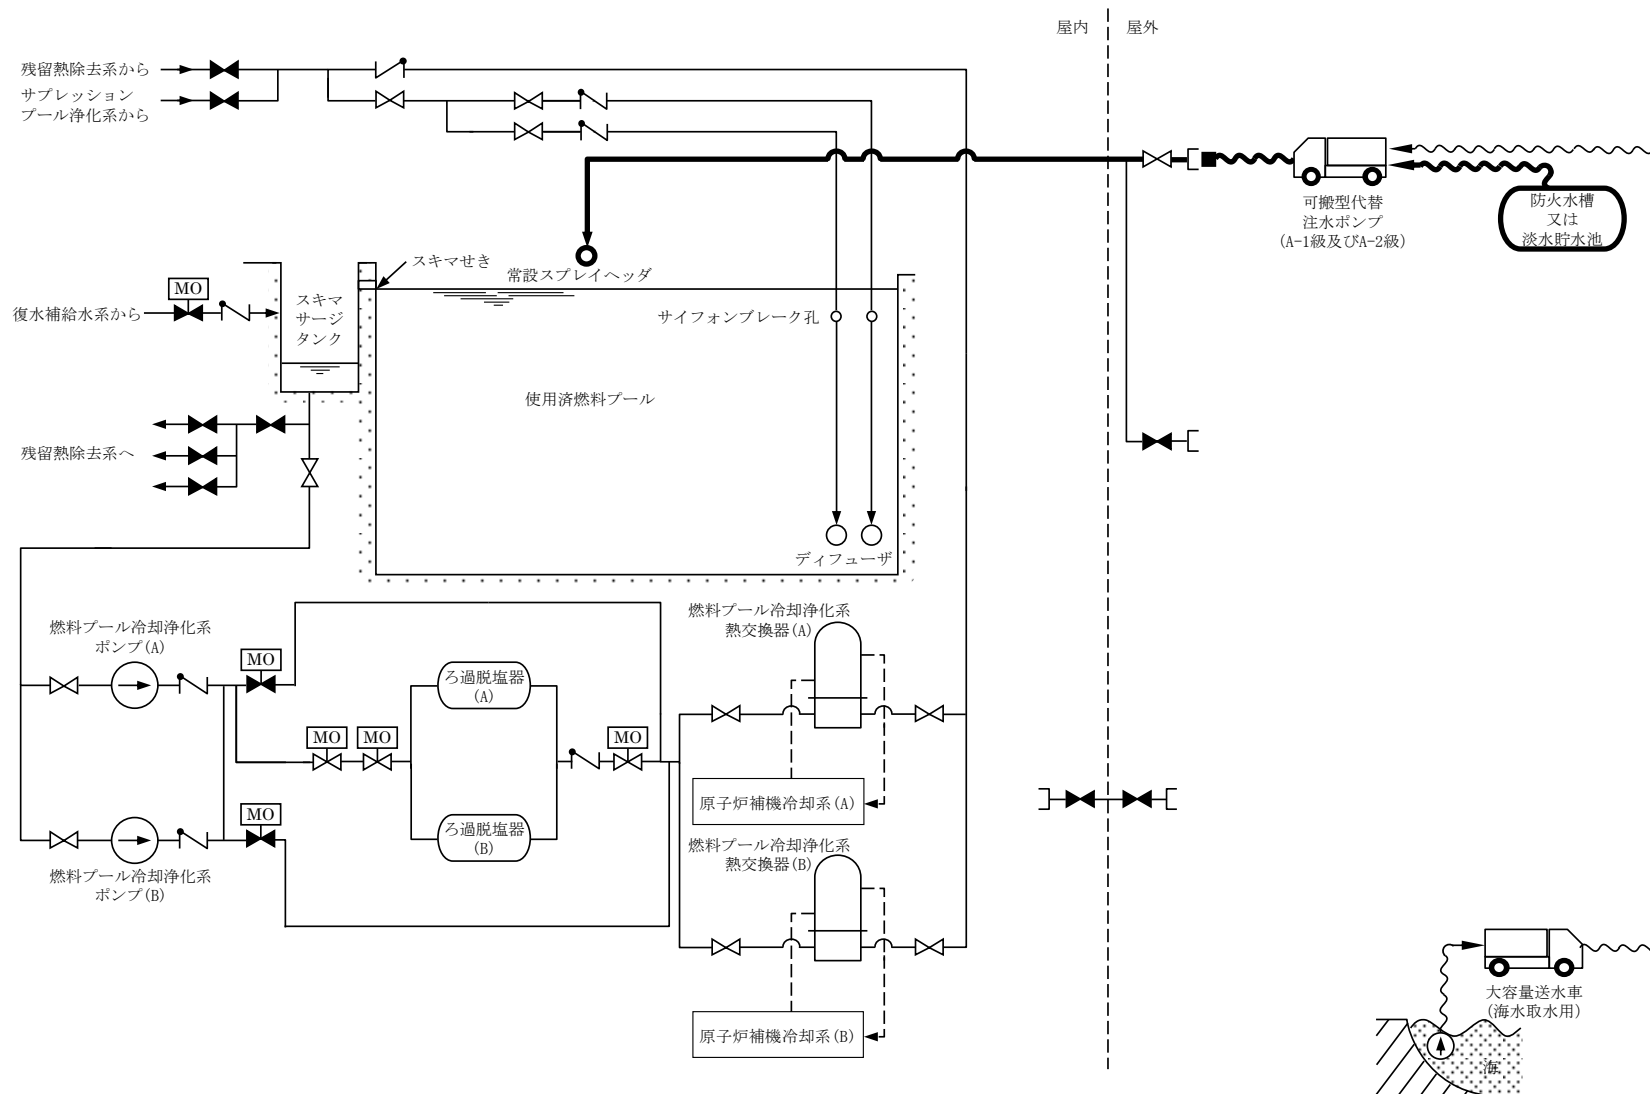 屋内
屋外
残留熱除去系から
サプレッション
プール浄化系から
可搬型代替
注水ポンプ
(A-1級及びA-2級)
防火水槽
又は
淡水貯水池
スキマせき
常設スプレイヘッダ
MO
復水補給水系から
スキマ
サージ
タンク
サイフォンブレーク孔
使用済燃料プール
残留熱除去系へ
ディフューザ
燃料プール冷却浄化系
ポンプ(A)
MO
ろ過脱塩器
(A)
燃料プール冷却浄化系
熱交換器(A)
MO
MO
MO
原子炉補機冷却系(A)
MO
ろ過脱塩器
(B)
燃料プール冷却浄化系
熱交換器(B)
燃料プール冷却浄化系
ポンプ(B)
原子炉補機冷却系(B)
大容量送水車
(海水取水用)
海